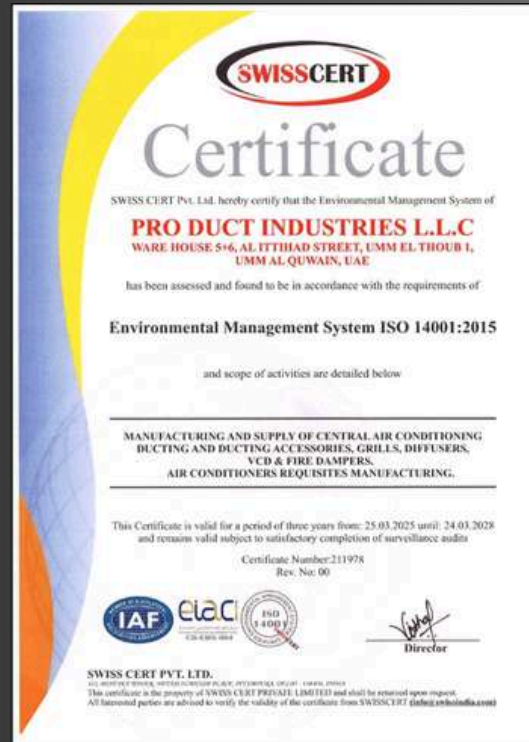 SWISSCERT
Certificate
SWISS CERT Pvt. Ltd. hereby certify that the Environmental Management System of
PRO DUCT INDUSTRIES L.L.C
WARE HOUSE 5+6, AL ITTIHAD STREET, UMM EL THOUB 1,
UMM AL QUWAIN, UAE
has been assessed and found to be in accordance with the requirements of
Environmental Management System ISO 14001:2015
and scope of activities are detailed below
MANUFACTURING AND SUPPLY OF CENTRAL AIR CONDITIONING
DUCTING AND DUCTING ACCESSORIES, GRILLS, DIFFUSERS,
VCD & FIRE DAMPERS.
AIR CONDITIONERS REQUISITES MANUFACTURING.
This Certificate is valid for a period of three years from: 25.03.2025 until: 24.03.2028
and remains valid subject to satisfactory completion of surveillance audits
Certificate Number:211978
Rev. No: 00
IAF
eiaci
ISO
14001
Director
SWISS CERT PVT. LTD.
This certificate is the property of SWISS CERT PRIVATE LIMITED and shall be returned upon request.
All Interested parties are advised to verify the validity of the certificate from SWISSCERT